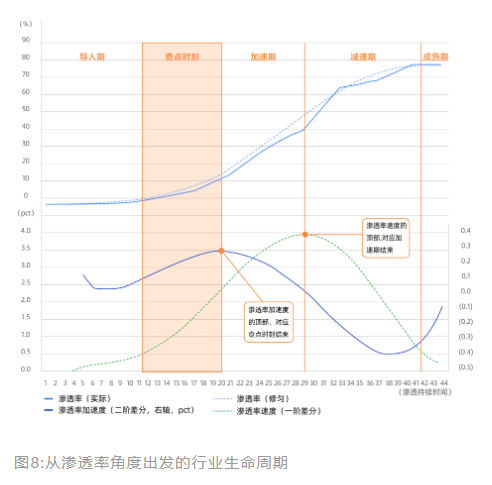 (%)
90
导入期 奇点时刻 加速期 减速期 成熟期
80
70
60
50
40
30
20
10
0
(pct)
4.0 0.4
渗透率速度的
顶部,对应加
速期结束
3.5 0.3
3.0 0.2
2.5 0.1
2.0 0.0
渗透率加速度
的顶部、对应
奇点时刻结束
1.5 (0.1)
1.0 (0.2)
0.5 (0.3)
0.0 (0.4)
(0.5)
1 2 3 4 5 6 7 8 9 10 11 12 13 14 15 16 17 18 19 20 21 22 23 24 25 26 27 28 29 30 31 32 33 34 35 36 37 38 39 40 41 42 43 44
(渗透持续时间)
渗透率（实际） 渗透率（修匀）
渗透率加速度（二阶差分，右轴，pct） 渗透率速度（一阶差分）
图8:从渗透率角度出发的行业生命周期